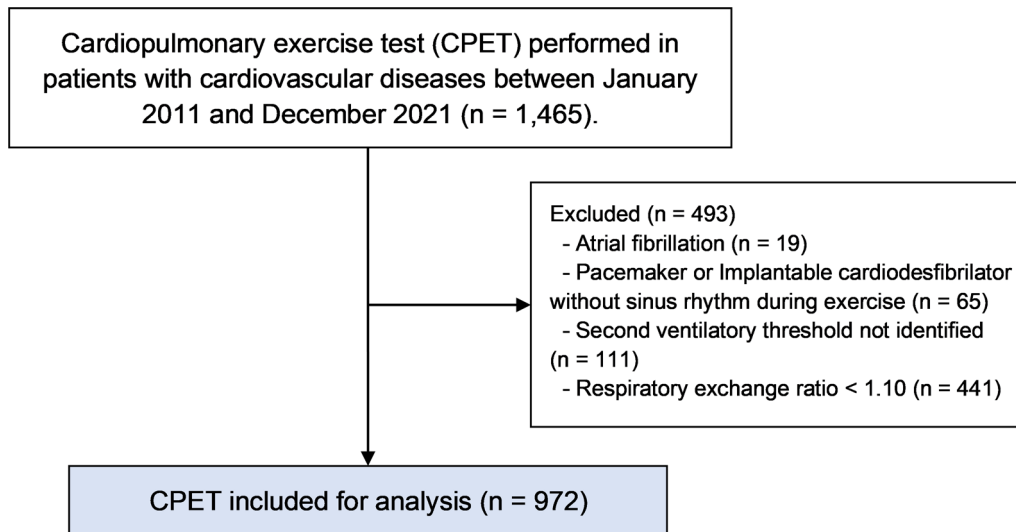 Cardiopulmonary exercise test (CPET) performed in
patients with cardiovascular diseases between January
2011 and December 2021 (n = 1,465).
Excluded (n = 493)
- Atrial fibrillation (n = 19)
- Pacemaker or Implantable cardiodesfibrilator
without sinus rhythm during exercise (n = 65)
- Second ventilatory threshold not identified
(n = 111)
- Respiratory exchange ratio < 1.10 (n = 441)
CPET included for analysis (n = 972)